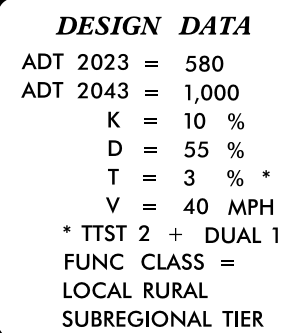 DESIGN DATA
ADT 2023 = 580
ADT 2043 = 1,000
K = 10 %
D = 55 %
T = 3 % *
V = 40 MPH
* TTST 2 + DUAL 1
FUNC CLASS =
LOCAL RURAL
SUBREGIONAL TIER